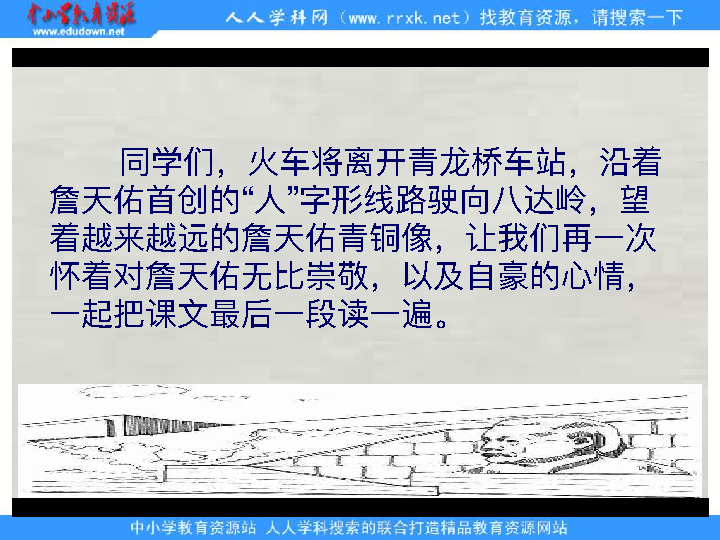 中小学教育资源
www.edudown.net
人人学科网（www.rrxk.net）找教育资源，请搜索一下
同学们，火车将离开青龙桥车站，沿着
詹天佑首创的“人”字形线路驶向八达岭，望
着越来越远的詹天佑青铜像，让我们再一次
怀着对詹天佑无比崇敬，以及自豪的心情，
一起把课文最后一段读一遍。
中小学教育资源站 人人学科搜索的联合打造精品教育资源网站